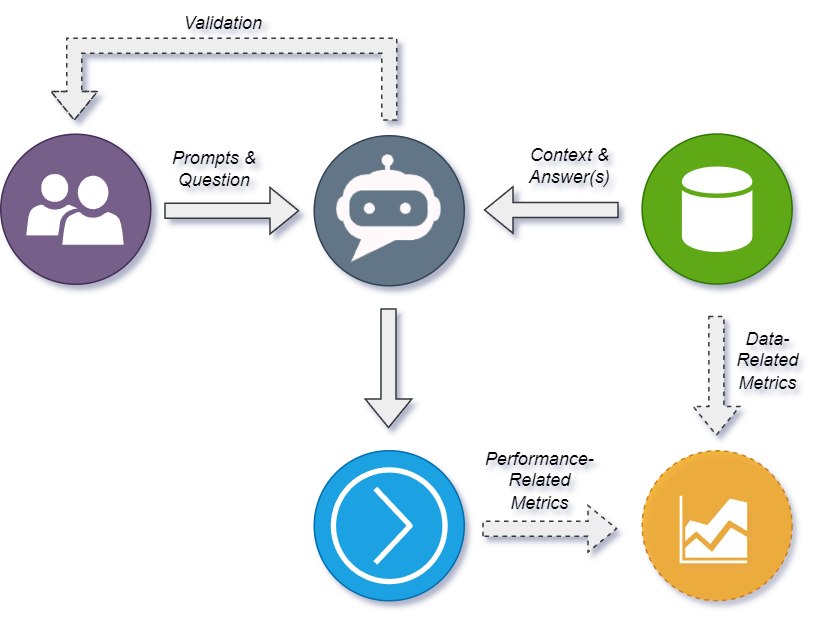 Validation
Prompts &
Question
Context &
Answer(s)
Data-
Related
Metrics
Performance-
Related
Metrics